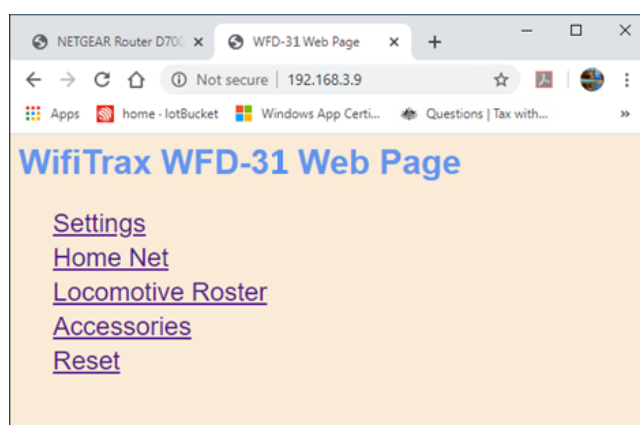 NETGEAR Router D700
WFD-31 Web Page
Not secure | 192.168.3.9
Apps home - IotBucket Windows App Certi... Questions | Tax with... »
WifiTrax WFD-31 Web Page
Settings
Home Net
Locomotive Roster
Accessories
Reset